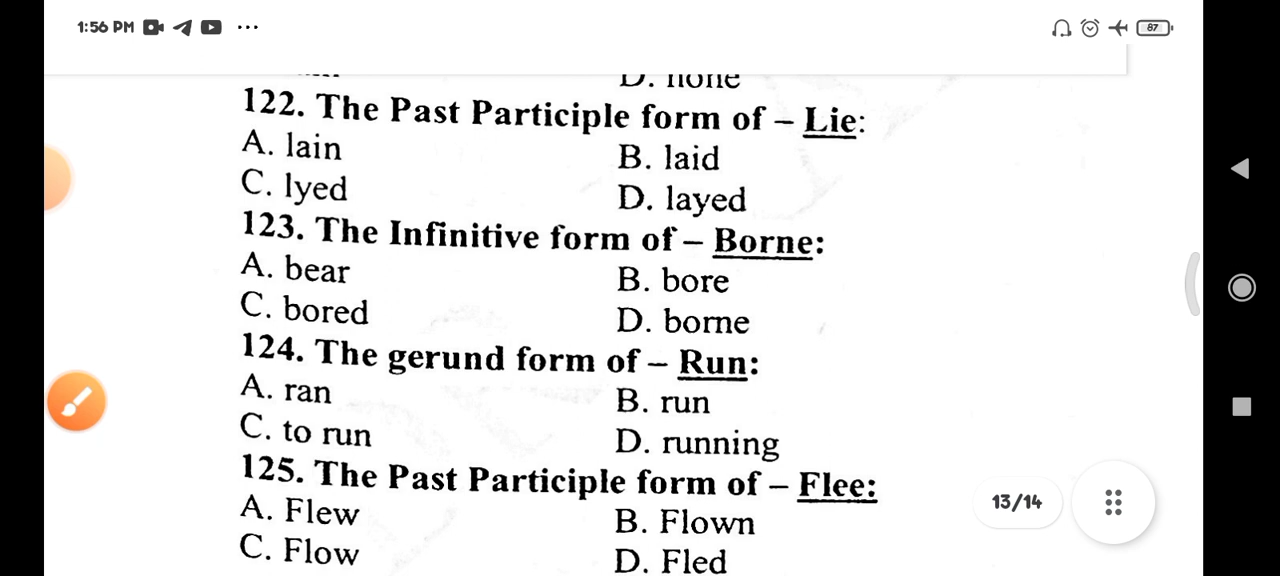 1:56 PM ...
87
D. none
122. The Past Participle form of – Lie:
A. lain B. laid
C. lyed D. layed
123. The Infinitive form of – Borne:
A. bear B. bore
C. bored D. borne
124. The gerund form of – Run:
A. ran B. run
C. to run D. running
125. The Past Participle form of – Flee:
A. Flew B. Flown
C. Flow D. Fled
13/14